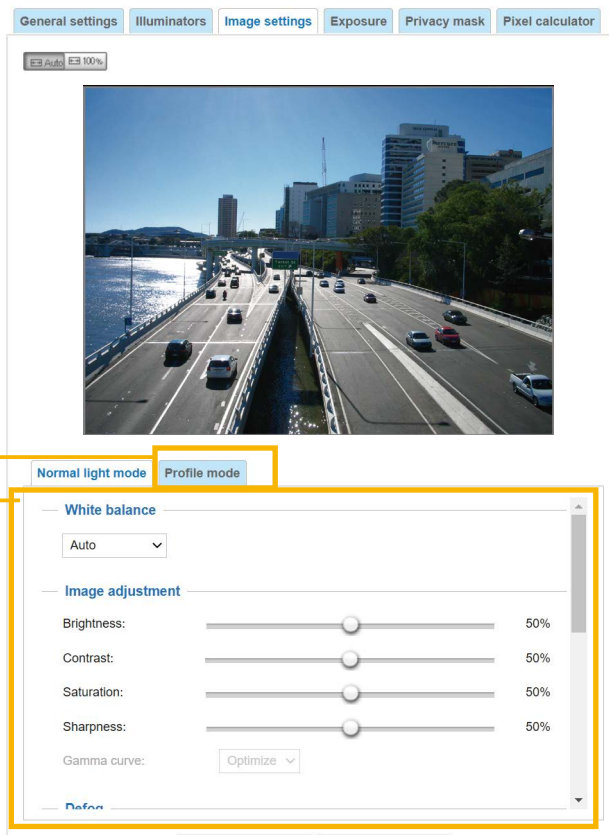 General settings Illuminators Image settings Exposure Privacy mask Pixel calculator
Auto 100%
Normal light mode Profile mode
White balance
Auto
Image adjustment
Brightness: 50%
Contrast: 50%
Saturation: 50%
Sharpness: 50%
Gamma curve: Optimize
Defog